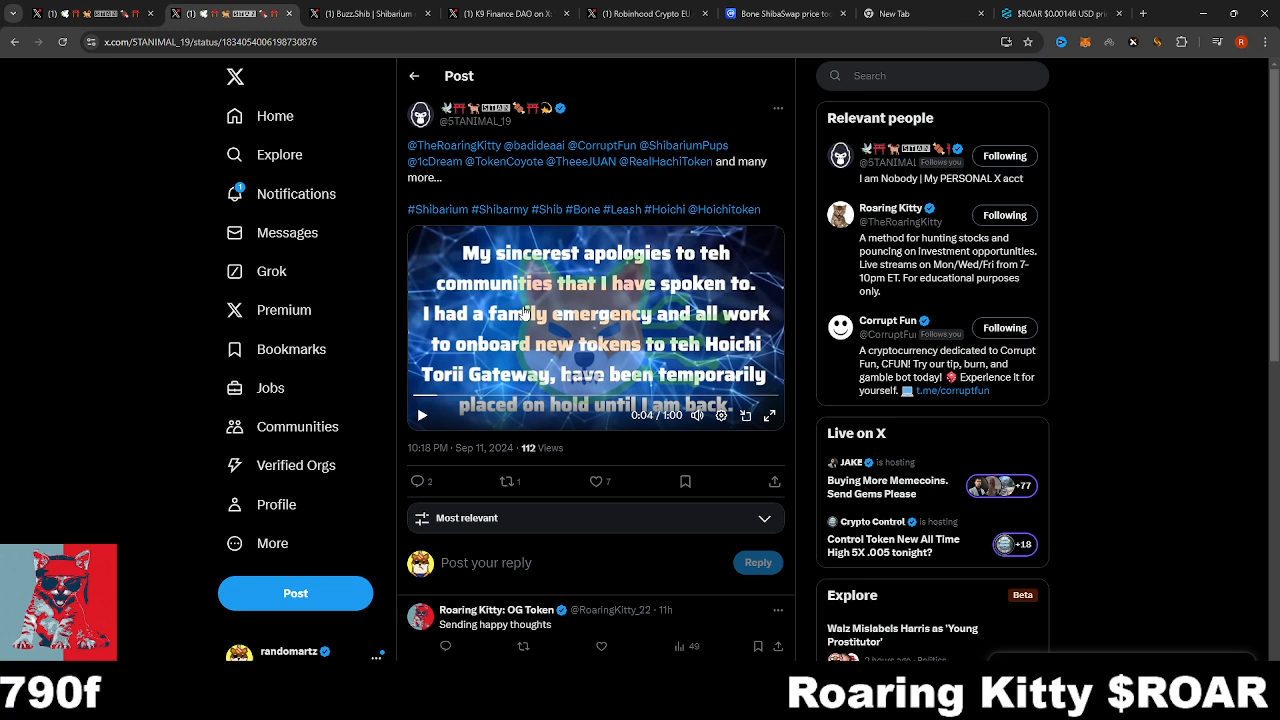 Buzz.Shib | Shibarium
K9 Finance DAO on X:
Robinhood Crypto EU
Bone ShibaSwap price to
New Tab
$ROAR $0.00146 USD pri
x.com/5TANIMAL_19/status/1834054006198730876
Post
Search
@5TANIMAL_19
@TheRoaringKitty @badideaai @CorruptFun @ShibariumPups
@1cDream @TokenCoyote @TheeeJUAN @RealHachiToken and many
more...
#Shibarium #Shibarmy #Shib #Bone #Leash #Hoichi @Hoichitoken
My sincerest apologies to teh
communities that I have spoken to.
I had a family emergency and all work
to onboard new tokens to teh Hoichi
Torii Gateway, have been temporarily
placed on hold until I am back.
0:04 / 1:00
10:18 PM · Sep 11, 2024 · 112 Views
2
1
7
Most relevant
Post your reply
Reply
Roaring Kitty: OG Token @RoaringKitty_22 · 11h
Sending happy thoughts
49
Home
Explore
1
Notifications
Messages
Grok
Premium
Bookmarks
Jobs
Communities
Verified Orgs
Profile
More
Post
randomartz
Relevant people
@5TANIMAL Follows you
Following
I am Nobody | My PERSONAL X acct
Roaring Kitty
@TheRoaringKitty
Following
A method for hunting stocks and
pouncing on investment opportunities.
Live streams on Mon/Wed/Fri from 7-
10pm ET. For educational purposes
only.
Corrupt Fun
@CorruptFu Follows you
Following
A cryptocurrency dedicated to Corrupt
Fun, CFUN! Try our tip, burn, and
gamble bot today! Experience It for
yourself. t.me/corruptfun
Live on X
JAKE is hosting
Buying More Memecoins.
Send Gems Please
+77
Crypto Control is hosting
Control Token New All Time
High 5X .005 tonight?
+18
Explore
Beta
Walz Mislabels Harris as 'Young
Prostitutor'
2 hours ago · Politics
790f
Roaring Kitty $ROAR